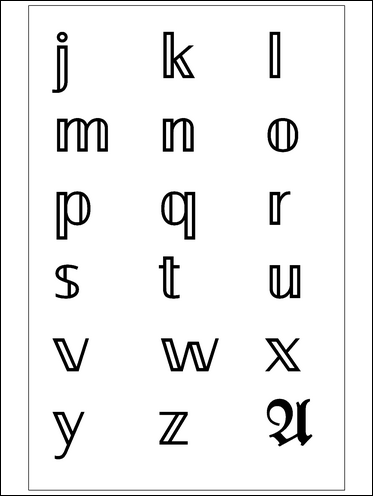 𝕛 𝕜 𝕝
𝕞 𝕟 𝕠
𝕡 𝕢 𝕣
𝕤 𝕥 𝕦
𝕧 𝕨 𝕩
𝕪 𝕫 𝕬